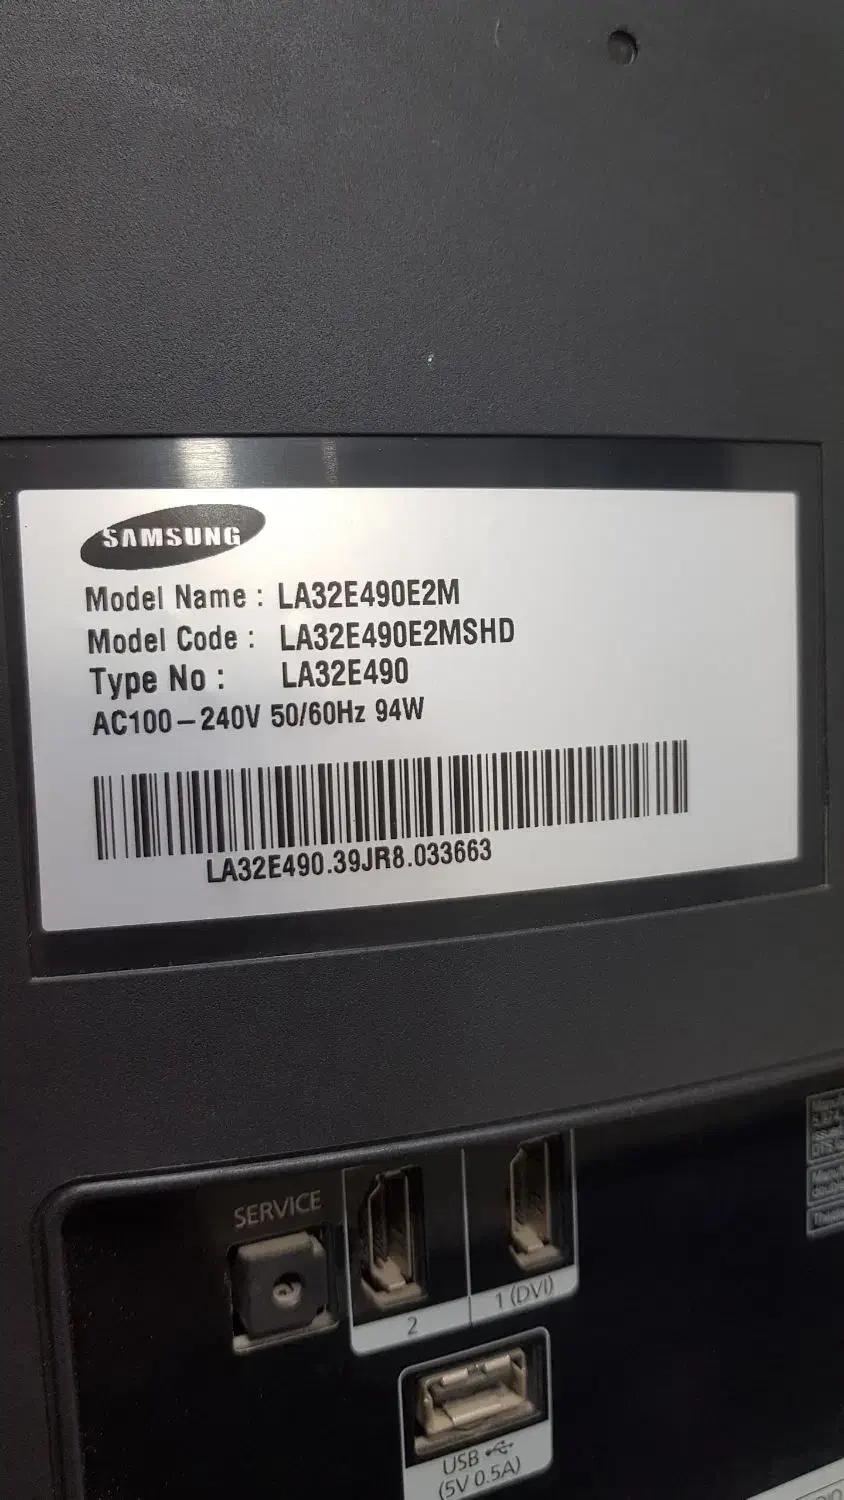 SAMSUNG
Model Name : LA32E490E2M
Model Code : LA32E490E2MSHD
Type No : LA32E490
AC100-240V 50/60Hz 94W
LA32E490.39JR8.033663
SERVICE
2
1 (DVI)
USB
(5V 0.5A)